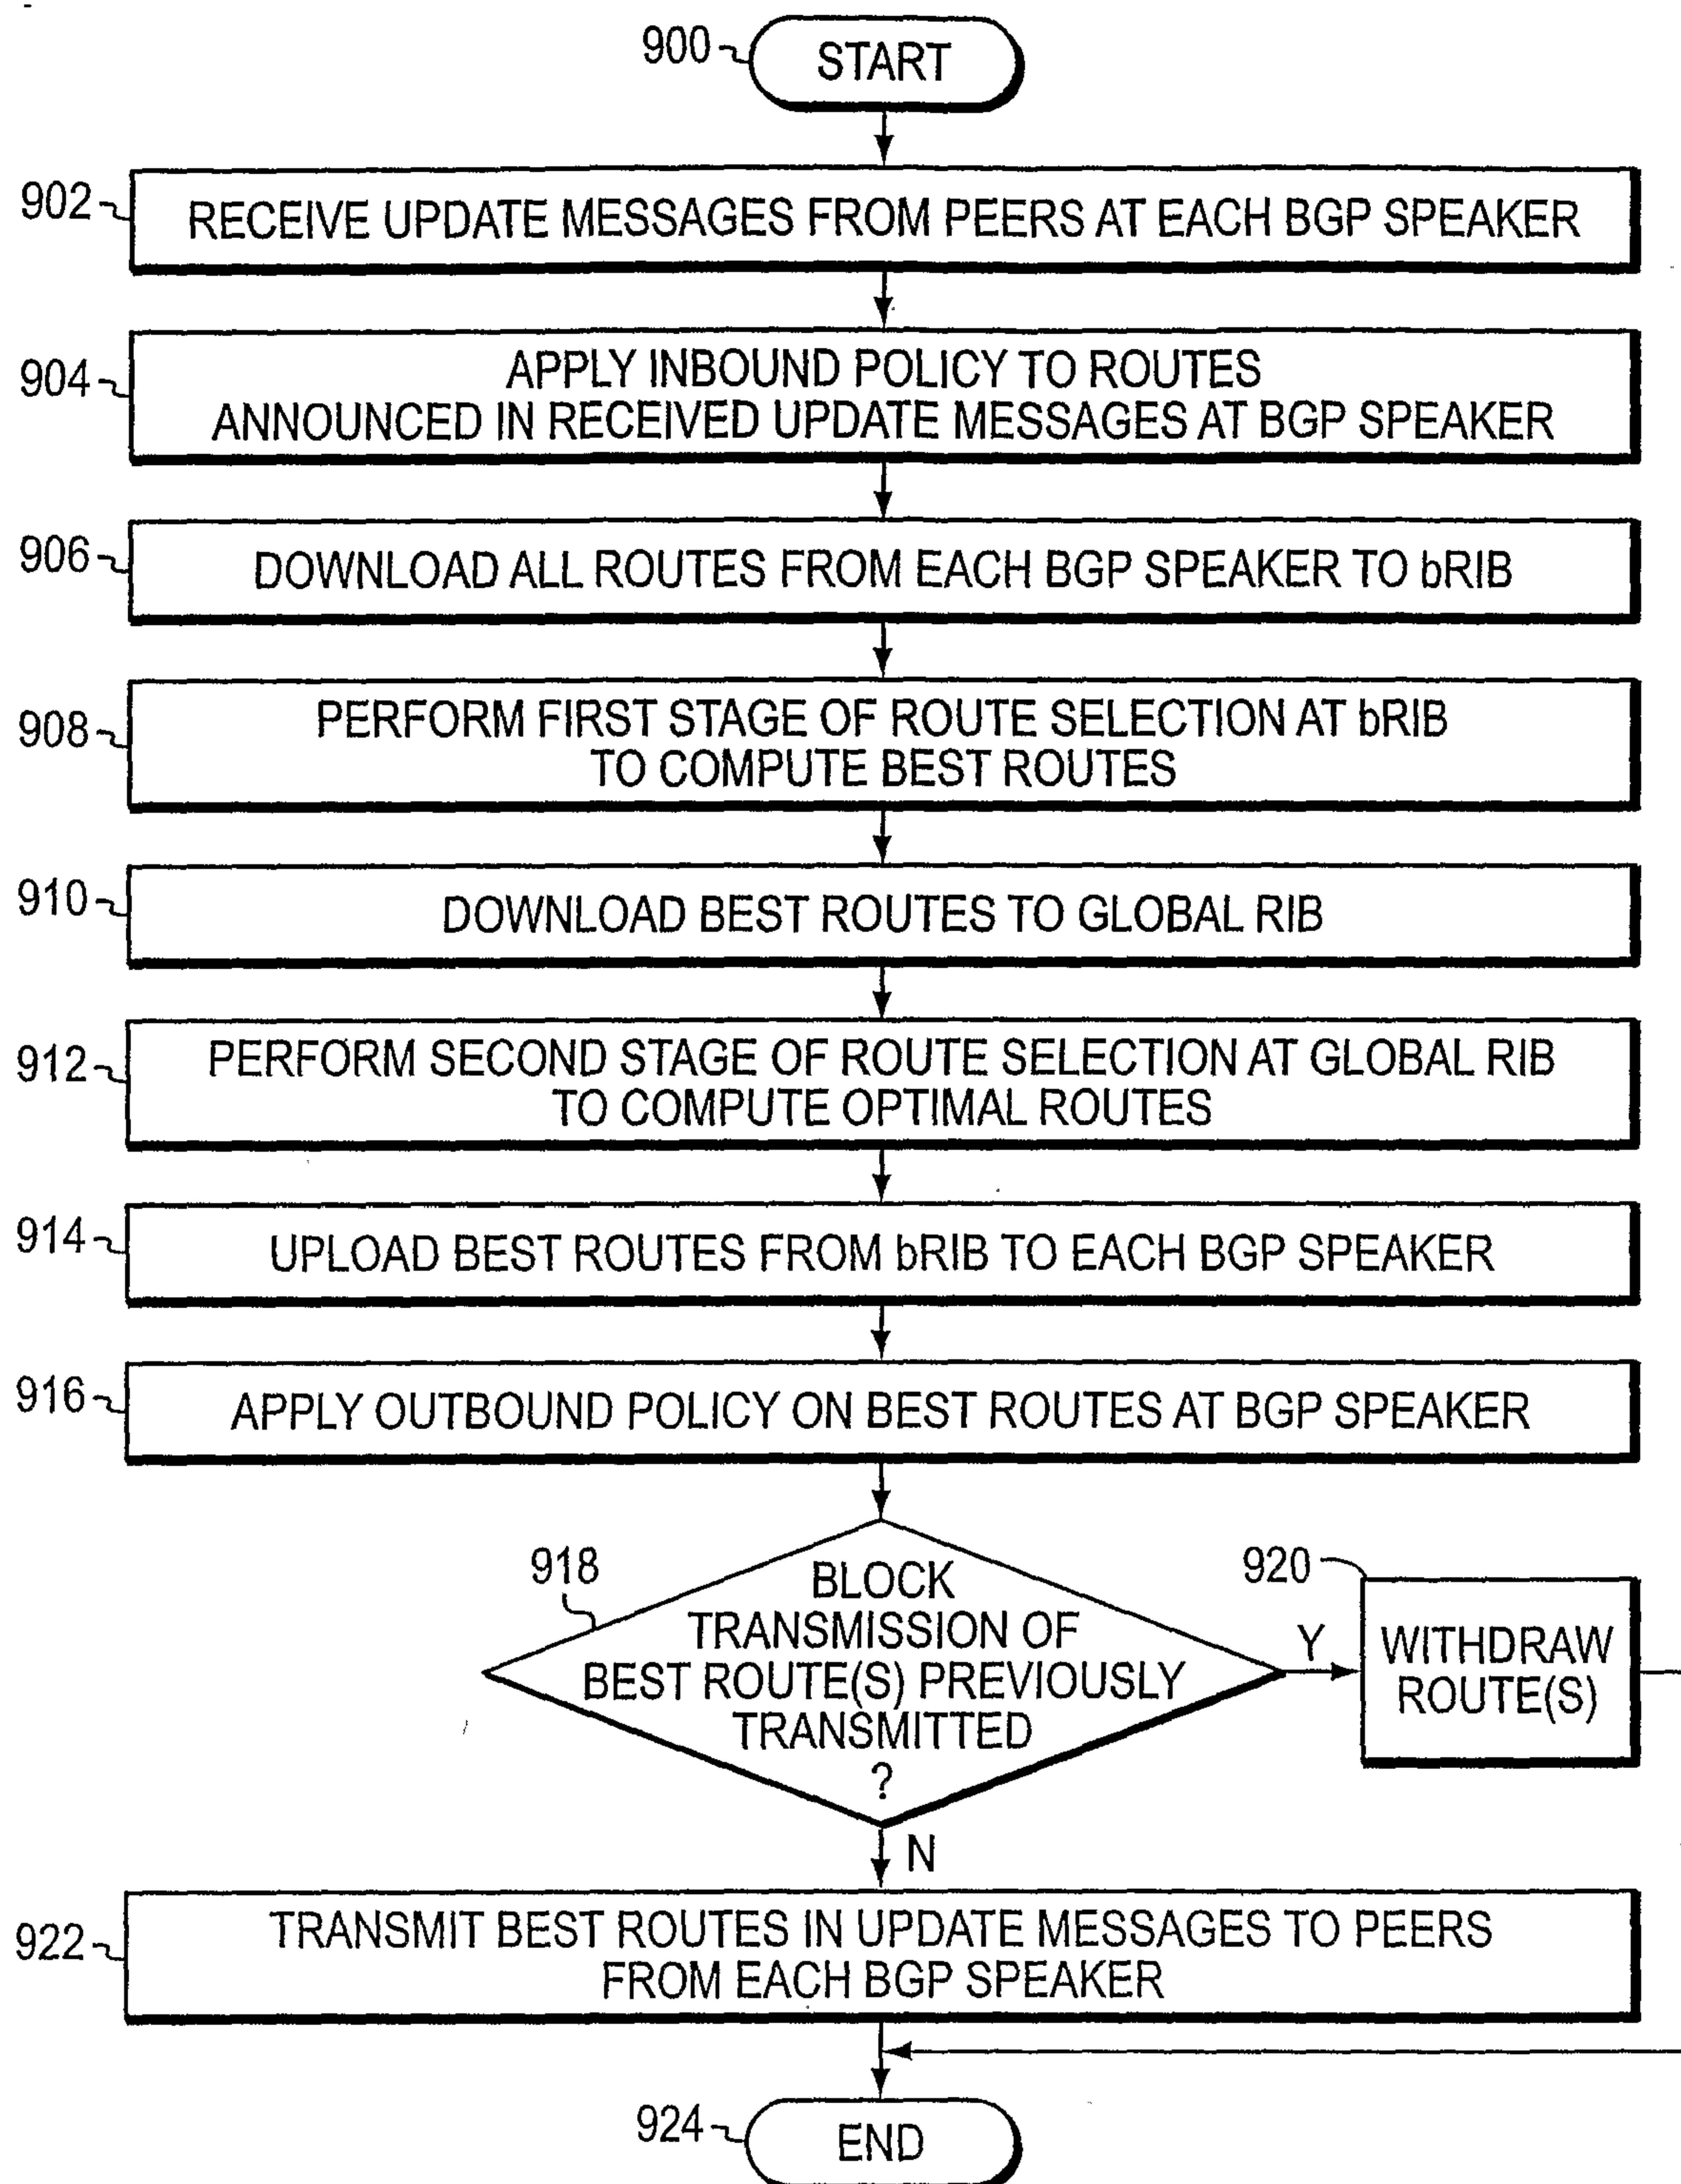 900
START
902
RECEIVE UPDATE MESSAGES FROM PEERS AT EACH BGP SPEAKER
904
APPLY INBOUND POLICY TO ROUTES
ANNOUNCED IN RECEIVED UPDATE MESSAGES AT BGP SPEAKER
906
DOWNLOAD ALL ROUTES FROM EACH BGP SPEAKER TO bRIB
908
PERFORM FIRST STAGE OF ROUTE SELECTION AT bRIB
TO COMPUTE BEST ROUTES
910
DOWNLOAD BEST ROUTES TO GLOBAL RIB
912
PERFORM SECOND STAGE OF ROUTE SELECTION AT GLOBAL RIB
TO COMPUTE OPTIMAL ROUTES
914
UPLOAD BEST ROUTES FROM bRIB TO EACH BGP SPEAKER
916
APPLY OUTBOUND POLICY ON BEST ROUTES AT BGP SPEAKER
918
BLOCK
TRANSMISSION OF
BEST ROUTE(S) PREVIOUSLY
TRANSMITTED
?
Y
920
WITHDRAW
ROUTE(S)
N
922
TRANSMIT BEST ROUTES IN UPDATE MESSAGES TO PEERS
FROM EACH BGP SPEAKER
924
END